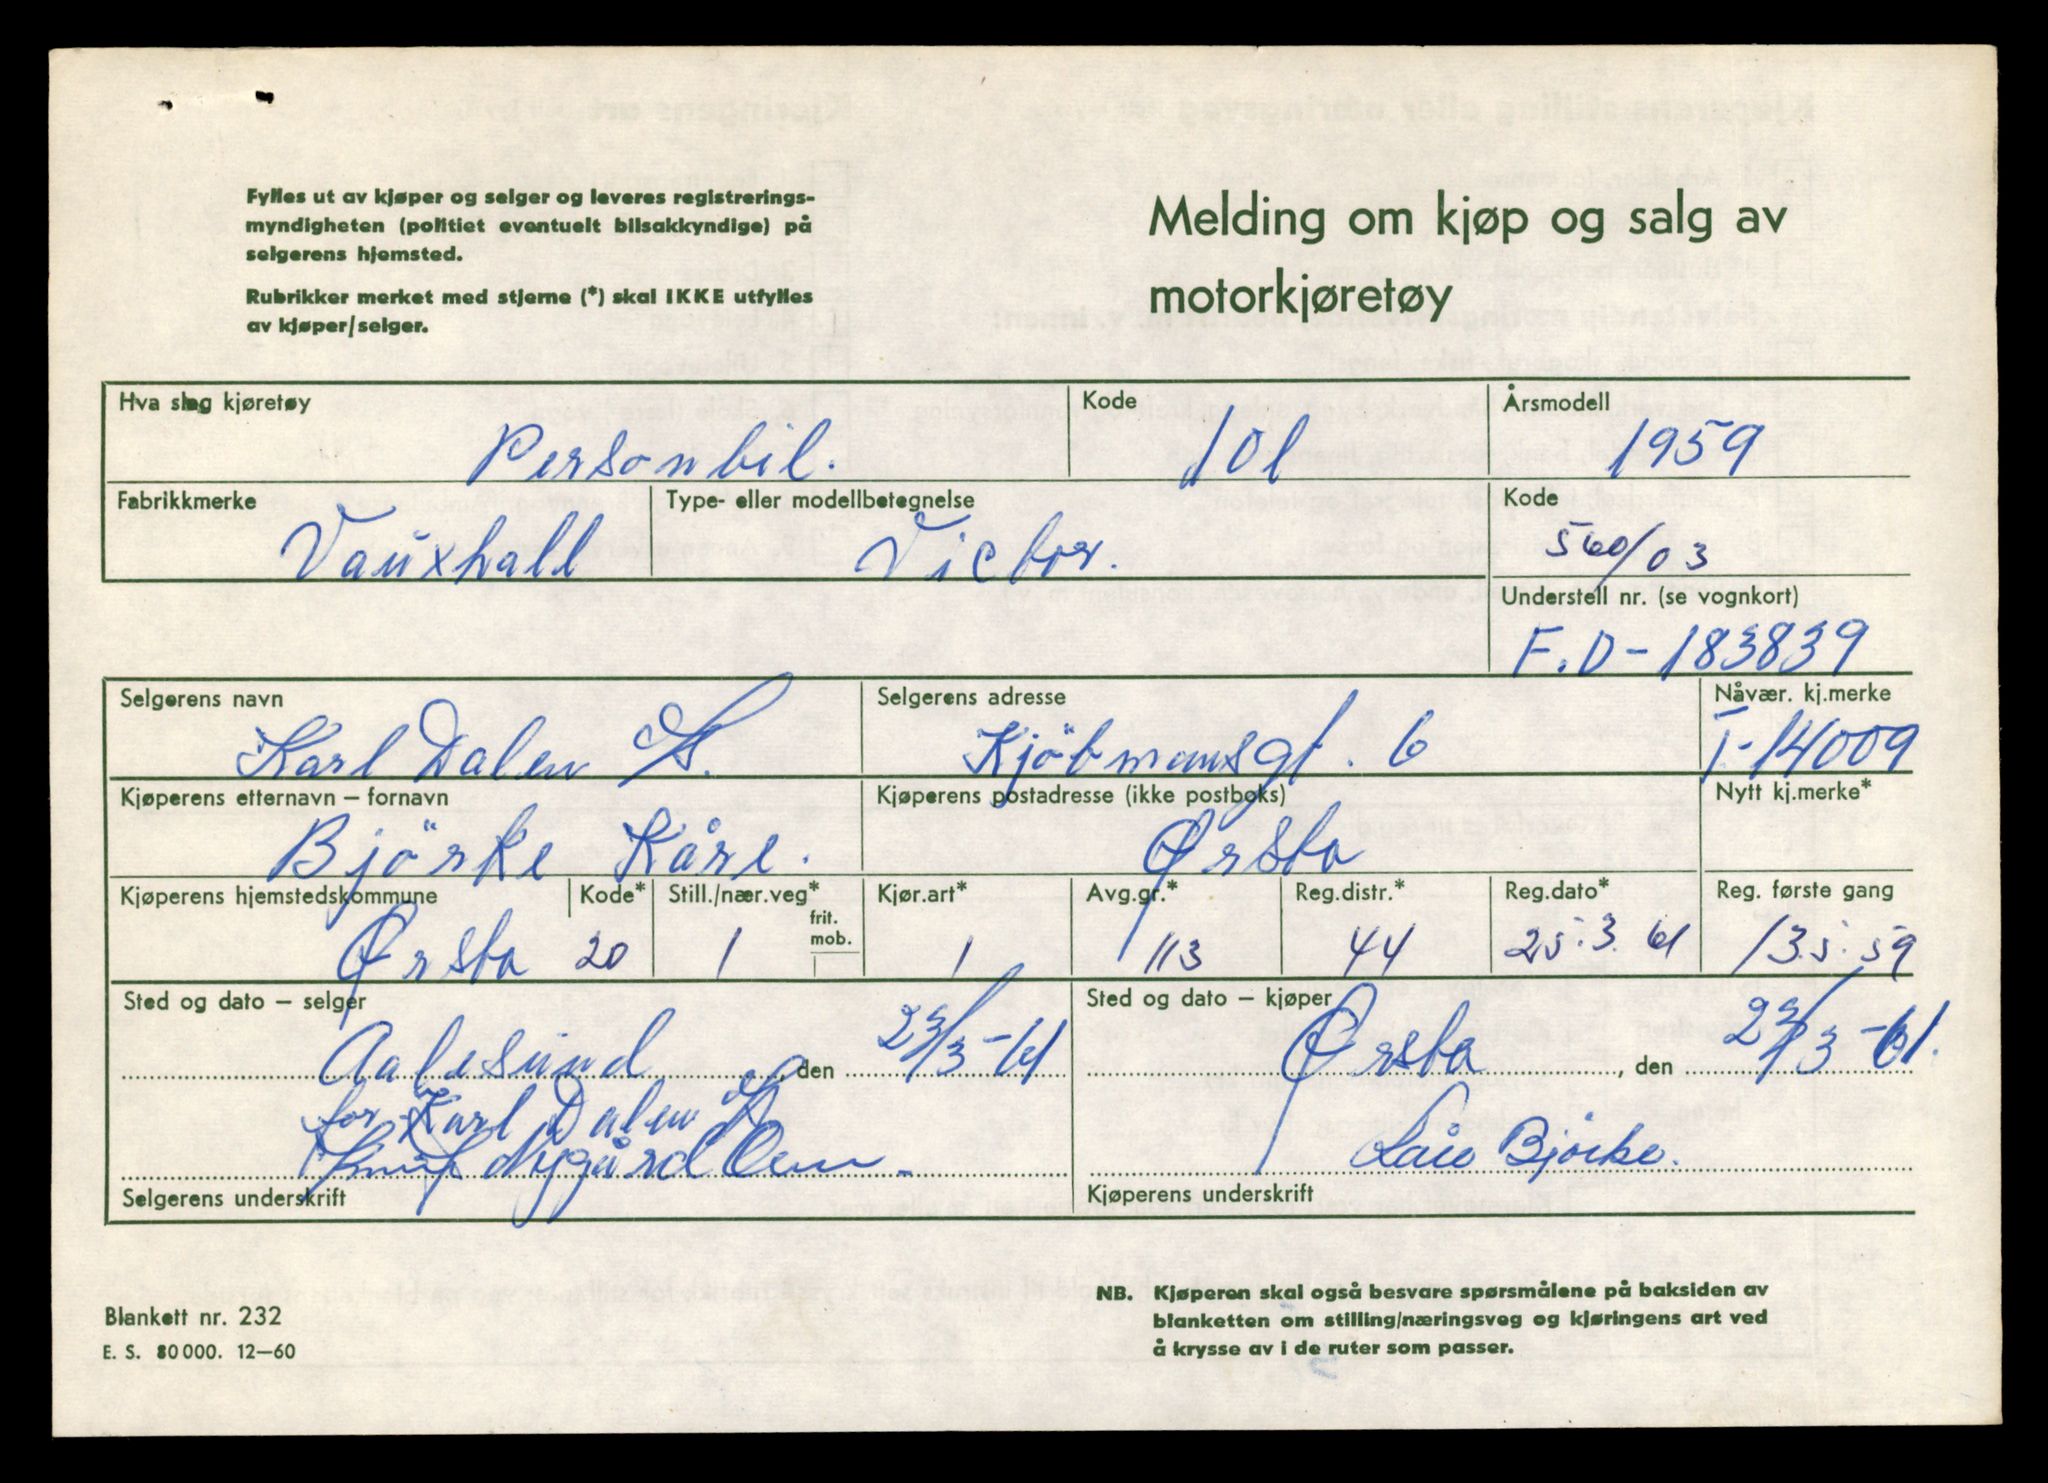 Fylles ut av kjøper og selger og leveres registrerings-
myndigheten (politiet eventuelt bilsakkyndige) på
selgerens hjemsted.
Rubrikker merket med stjerne (*) skal IKKE utfylles
av kjøper/selger.
Melding om kjøp og salg av
motorkjøretøy
Hva slag kjøretøy Kode Årsmodell
Personbil. 101 1959
Fabrikkmerke Type- eller modellbetegnelse Kode
Vauxhall Victor. 560/03
Understell nr. (se vognkort)
F.D-183839
Selgerens navn Selgerens adresse Nåvær. kj.merke
Karl Dalen Kjöbmansgt. 6 T-14009
Kjøperens etternavn – fornavn Kjøperens postadresse (ikke postboks) Nytt kj.merke*
Björke Kåre. Ørsta
Kjøperens hjemstedskommune Kode* Still./nær.veg* frit. mob. Kjør.art* Avg.gr.* Reg.distr.* Reg.dato* Reg. første gang
Ørsta 20 1 1 113 44 25.3.61 13.5.59
Sted og dato – selger Sted og dato – kjøper
Aalesund den 23/3-61 Ørsta, den 23/3-61.
for Karl Dalen
Kåre Bjørke.
Selgerens underskrift Kjøperens underskrift
Blankett nr. 232
E. S. 80000. 12–60
NB. Kjøperen skal også besvare spørsmålene på baksiden av
blanketten om stilling/næringsveg og kjøringens art ved
å krysse av i de ruter som passer.